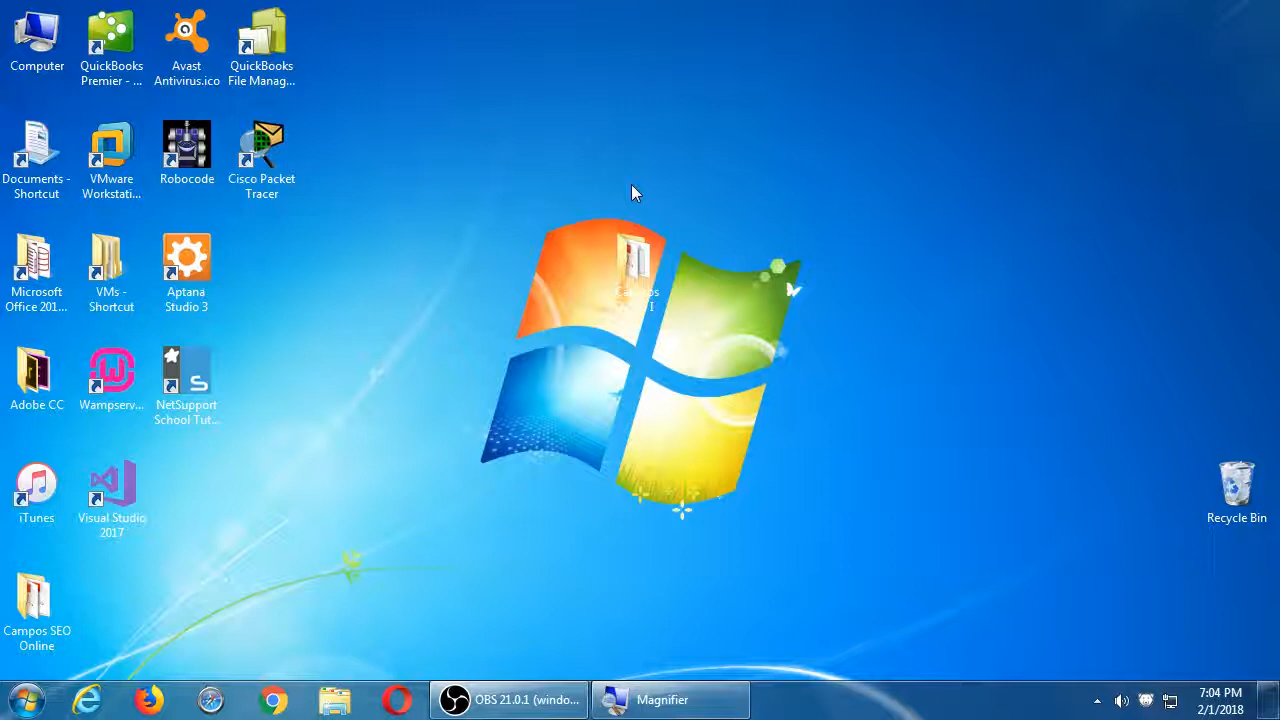 Computer
QuickBooks
Premier - ...
Avast
Antivirus.ico
QuickBooks
File Manag...
Documents -
Shortcut
VMware
Workstati...
Robocode
Cisco Packet
Tracer
Microsoft
Office 201...
VMs -
Shortcut
Aptana
Studio 3
Campos
I
Adobe CC
Wampserv...
NetSupport
School Tut...
iTunes
Visual Studio
2017
Recycle Bin
Campos SEO
Online
OBS 21.0.1 (windo...
Magnifier
7:04 PM
2/1/2018